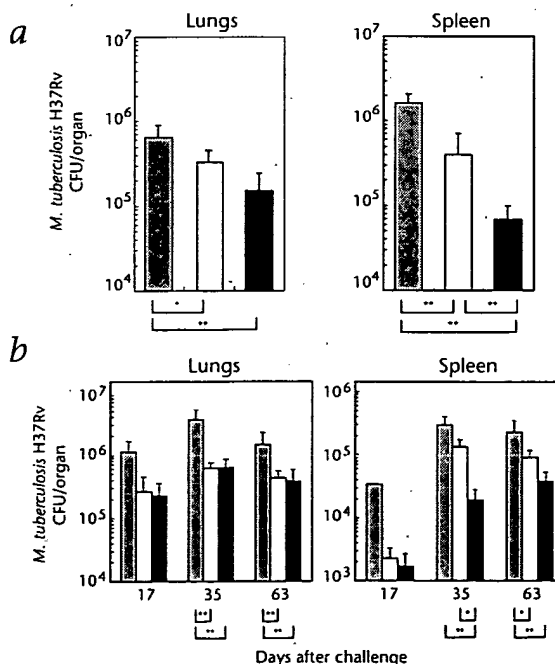 a
Lungs
Spleen
M. tuberculosis H37Rv
CFU/organ
10^7
10^6
10^5
10^4
10^7
10^6
10^5
10^4
*
**
**
**
**
b
Lungs
Spleen
M. tuberculosis H37Rv
CFU/organ
10^7
10^6
10^5
10^4
10^6
10^5
10^4
10^3
17 35 63
17 35 63
** **
** **
* *
** **
Days after challenge